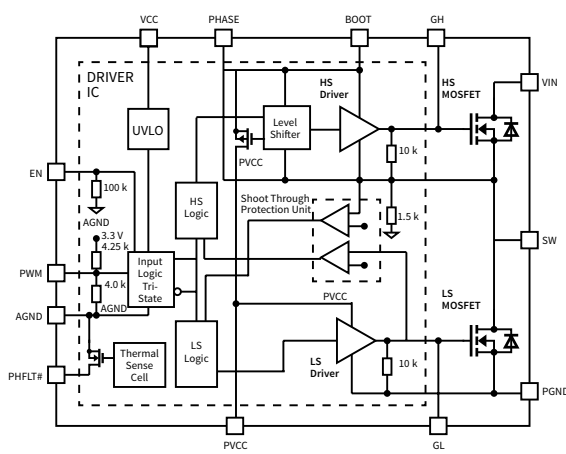 VCC
PHASE
BOOT
GH
DRIVER
IC
HS
Driver
HS
MOSFET
VIN
UVLO
Level
Shifter
PVCC
10 k
EN
100 k
AGND
HS
Logic
Shoot Through
Protection Unit
1.5 k
3.3 V
4.25 k
PWM
Input
Logic
Tri-
State
4.0 k
AGND
AGND
SW
PVCC
LS
MOSFET
LS
Logic
LS
Driver
10 k
Thermal
Sense
Cell
PHFLT#
PGND
PVCC
GL